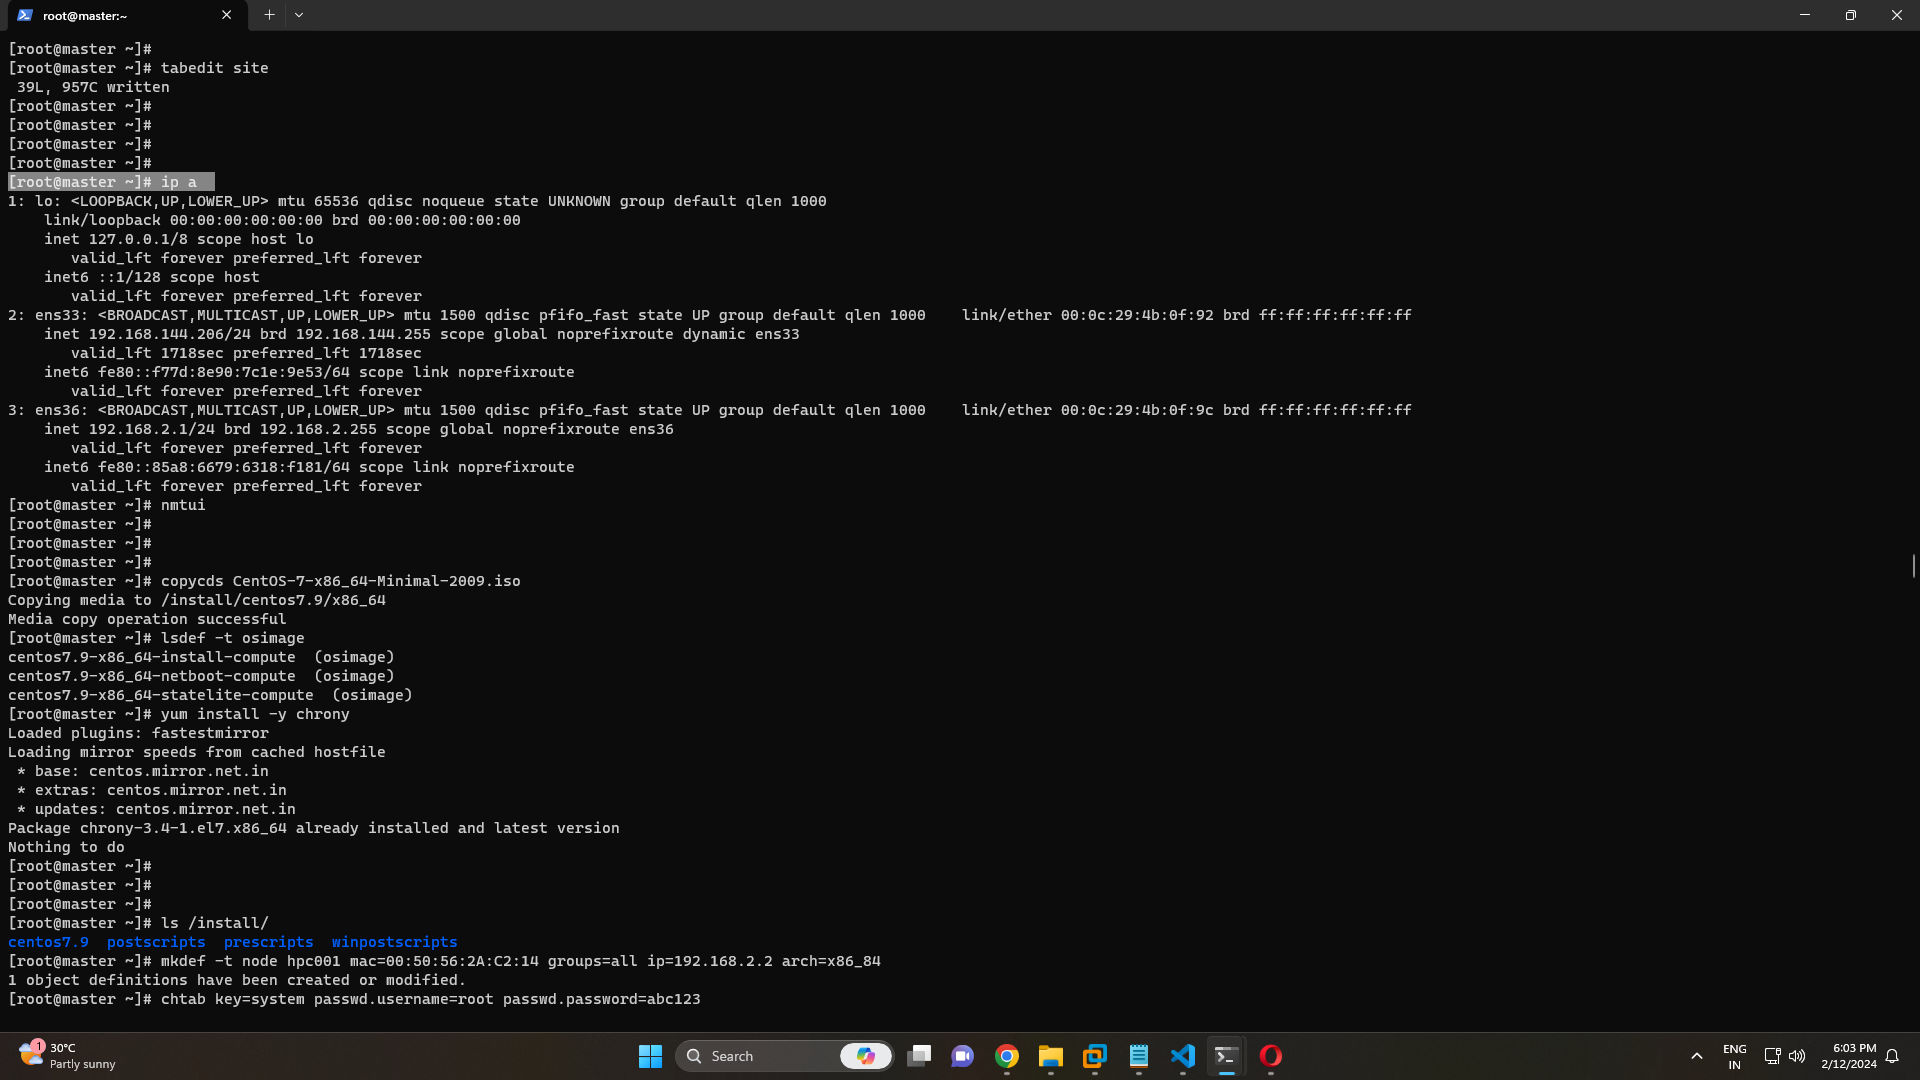 root@master:~
[root@master ~]#
[root@master ~]# tabedit site
 39L, 957C written
[root@master ~]#
[root@master ~]#
[root@master ~]#
[root@master ~]#
[root@master ~]# ip a
1: lo: <LOOPBACK,UP,LOWER_UP> mtu 65536 qdisc noqueue state UNKNOWN group default qlen 1000
    link/loopback 00:00:00:00:00:00 brd 00:00:00:00:00:00
    inet 127.0.0.1/8 scope host lo
       valid_lft forever preferred_lft forever
    inet6 ::1/128 scope host
       valid_lft forever preferred_lft forever
2: ens33: <BROADCAST,MULTICAST,UP,LOWER_UP> mtu 1500 qdisc pfifo_fast state UP group default qlen 1000    link/ether 00:0c:29:4b:0f:92 brd ff:ff:ff:ff:ff:ff
    inet 192.168.144.206/24 brd 192.168.144.255 scope global noprefixroute dynamic ens33
       valid_lft 1718sec preferred_lft 1718sec
    inet6 fe80::f77d:8e90:7c1e:9e53/64 scope link noprefixroute
       valid_lft forever preferred_lft forever
3: ens36: <BROADCAST,MULTICAST,UP,LOWER_UP> mtu 1500 qdisc pfifo_fast state UP group default qlen 1000    link/ether 00:0c:29:4b:0f:9c brd ff:ff:ff:ff:ff:ff
    inet 192.168.2.1/24 brd 192.168.2.255 scope global noprefixroute ens36
       valid_lft forever preferred_lft forever
    inet6 fe80::85a8:6679:6318:f181/64 scope link noprefixroute
       valid_lft forever preferred_lft forever
[root@master ~]# nmtui
[root@master ~]#
[root@master ~]#
[root@master ~]#
[root@master ~]# copycds CentOS-7-x86_64-Minimal-2009.iso
Copying media to /install/centos7.9/x86_64
Media copy operation successful
[root@master ~]# lsdef -t osimage
centos7.9-x86_64-install-compute  (osimage)
centos7.9-x86_64-netboot-compute  (osimage)
centos7.9-x86_64-statelite-compute  (osimage)
[root@master ~]# yum install -y chrony
Loaded plugins: fastestmirror
Loading mirror speeds from cached hostfile
 * base: centos.mirror.net.in
 * extras: centos.mirror.net.in
 * updates: centos.mirror.net.in
Package chrony-3.4-1.el7.x86_64 already installed and latest version
Nothing to do
[root@master ~]#
[root@master ~]#
[root@master ~]#
[root@master ~]# ls /install/
centos7.9  postscripts  prescripts  winpostscripts
[root@master ~]# mkdef -t node hpc001 mac=00:50:56:2A:C2:14 groups=all ip=192.168.2.2 arch=x86_84
1 object definitions have been created or modified.
[root@master ~]# chtab key=system passwd.username=root passwd.password=abc123
1
30°C
Partly sunny
Search
ENG
IN
6:03 PM
2/12/2024